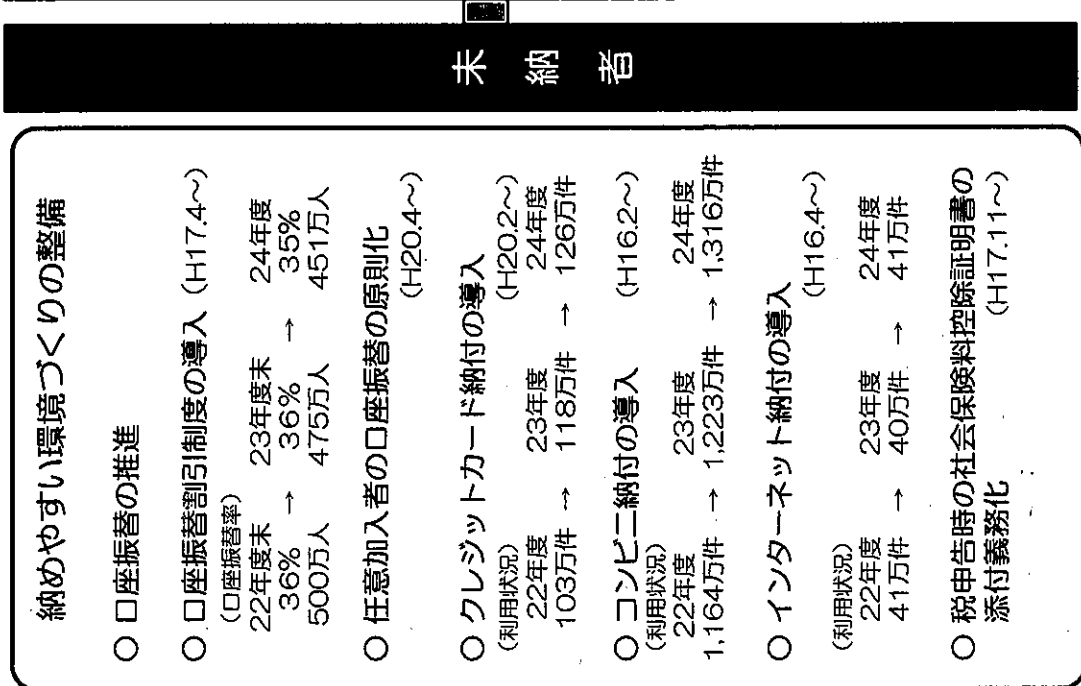 未納者
納めやすい環境づくりの整備
○ 口座振替の推進
○ 口座振替割引制度の導入（H17.4～）
（口座振替率）
22年度末 23年度末 24年度
36% → 36% → 35%
500万人 475万人 451万人
○ 任意加入者の口座振替の原則化
（H20.4～）
○ クレジットカード納付の導入
（利用状況） （H20.2～）
22年度 23年度 24年度
103万件 → 118万件 → 126万件
○ コンビニ納付の導入 （H16.2～）
（利用状況）
22年度 23年度 24年度
1,164万件 → 1,223万件 → 1,316万件
○ インターネット納付の導入
（H16.4～）
（利用状況）
22年度 23年度 24年度
41万件 → 40万件 → 41万件
○ 税申告時の社会保険料控除証明書の
添付義務化 （H17.11～）